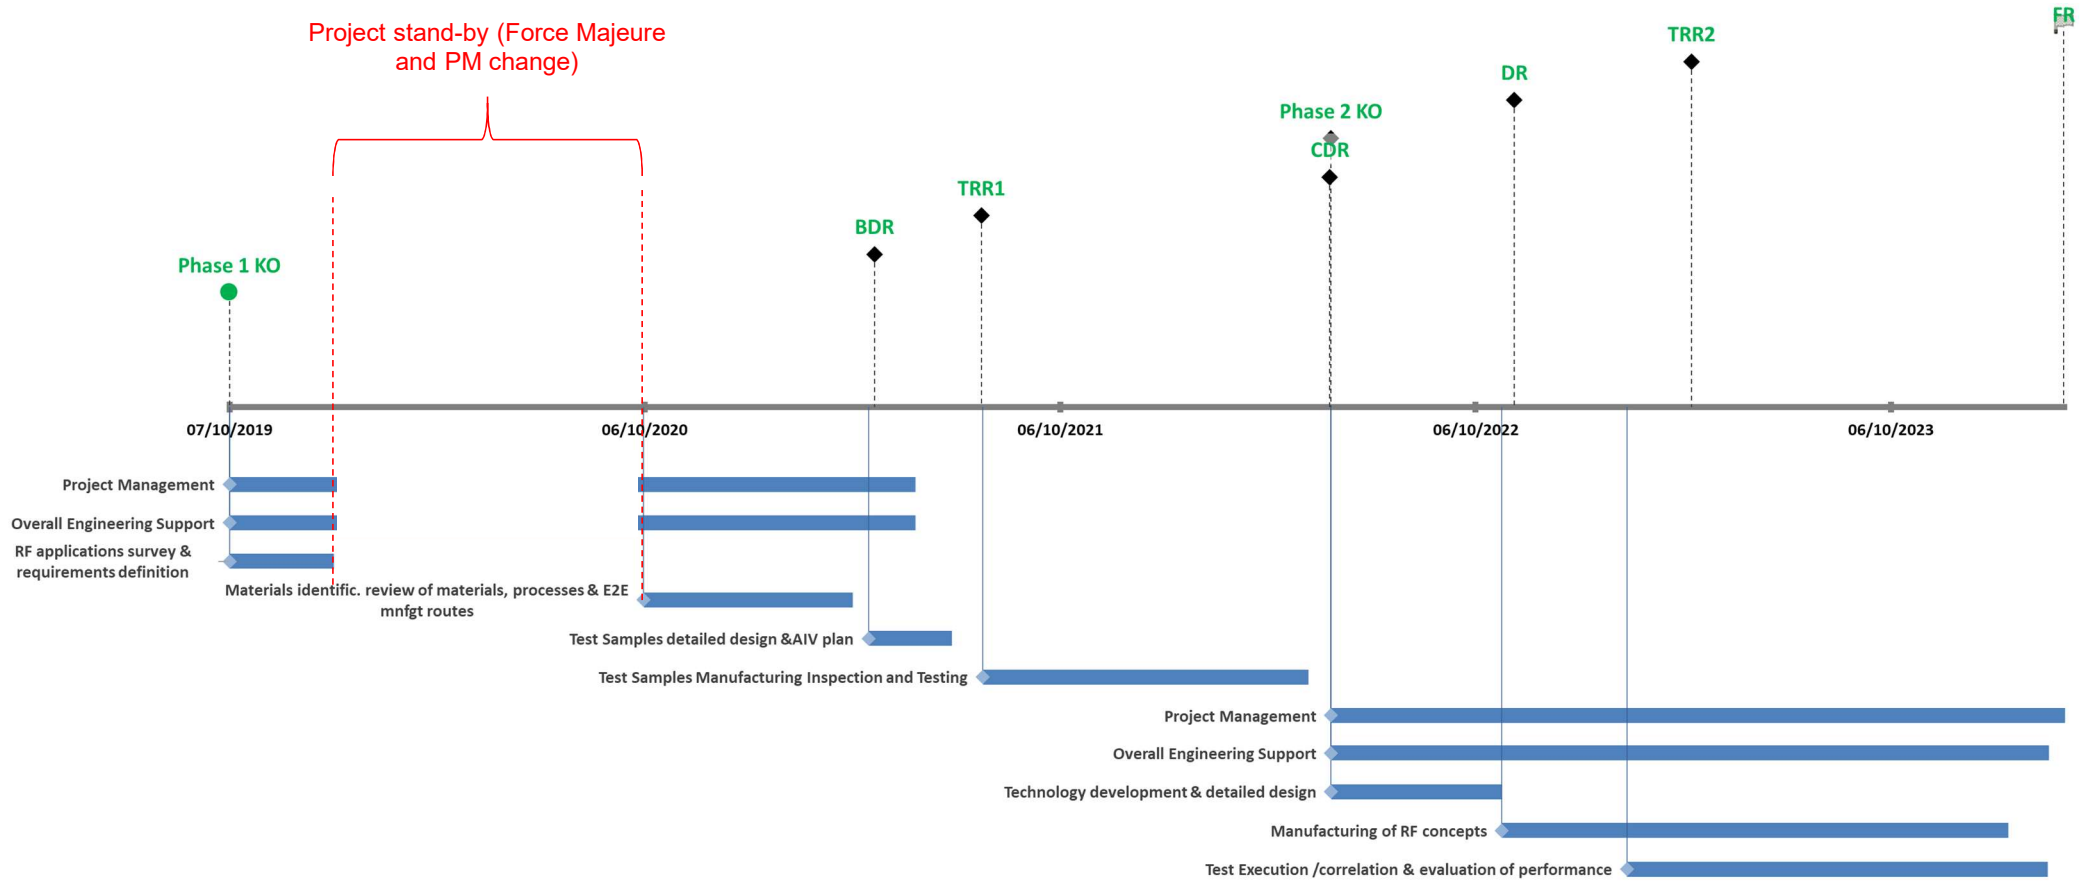 Project stand-by (Force Majeure
and PM change)
FR
TRR2
DR
Phase 2 KO
CDR
TRR1
BDR
Phase 1 KO
07/10/2019
06/10/2020
06/10/2021
06/10/2022
06/10/2023
Project Management
Overall Engineering Support
RF applications survey &
requirements definition
Materials identific. review of materials, processes & E2E
mnfgt routes
Test Samples detailed design &AIV plan
Test Samples Manufacturing Inspection and Testing
Project Management
Overall Engineering Support
Technology development & detailed design
Manufacturing of RF concepts
Test Execution /correlation & evaluation of performance